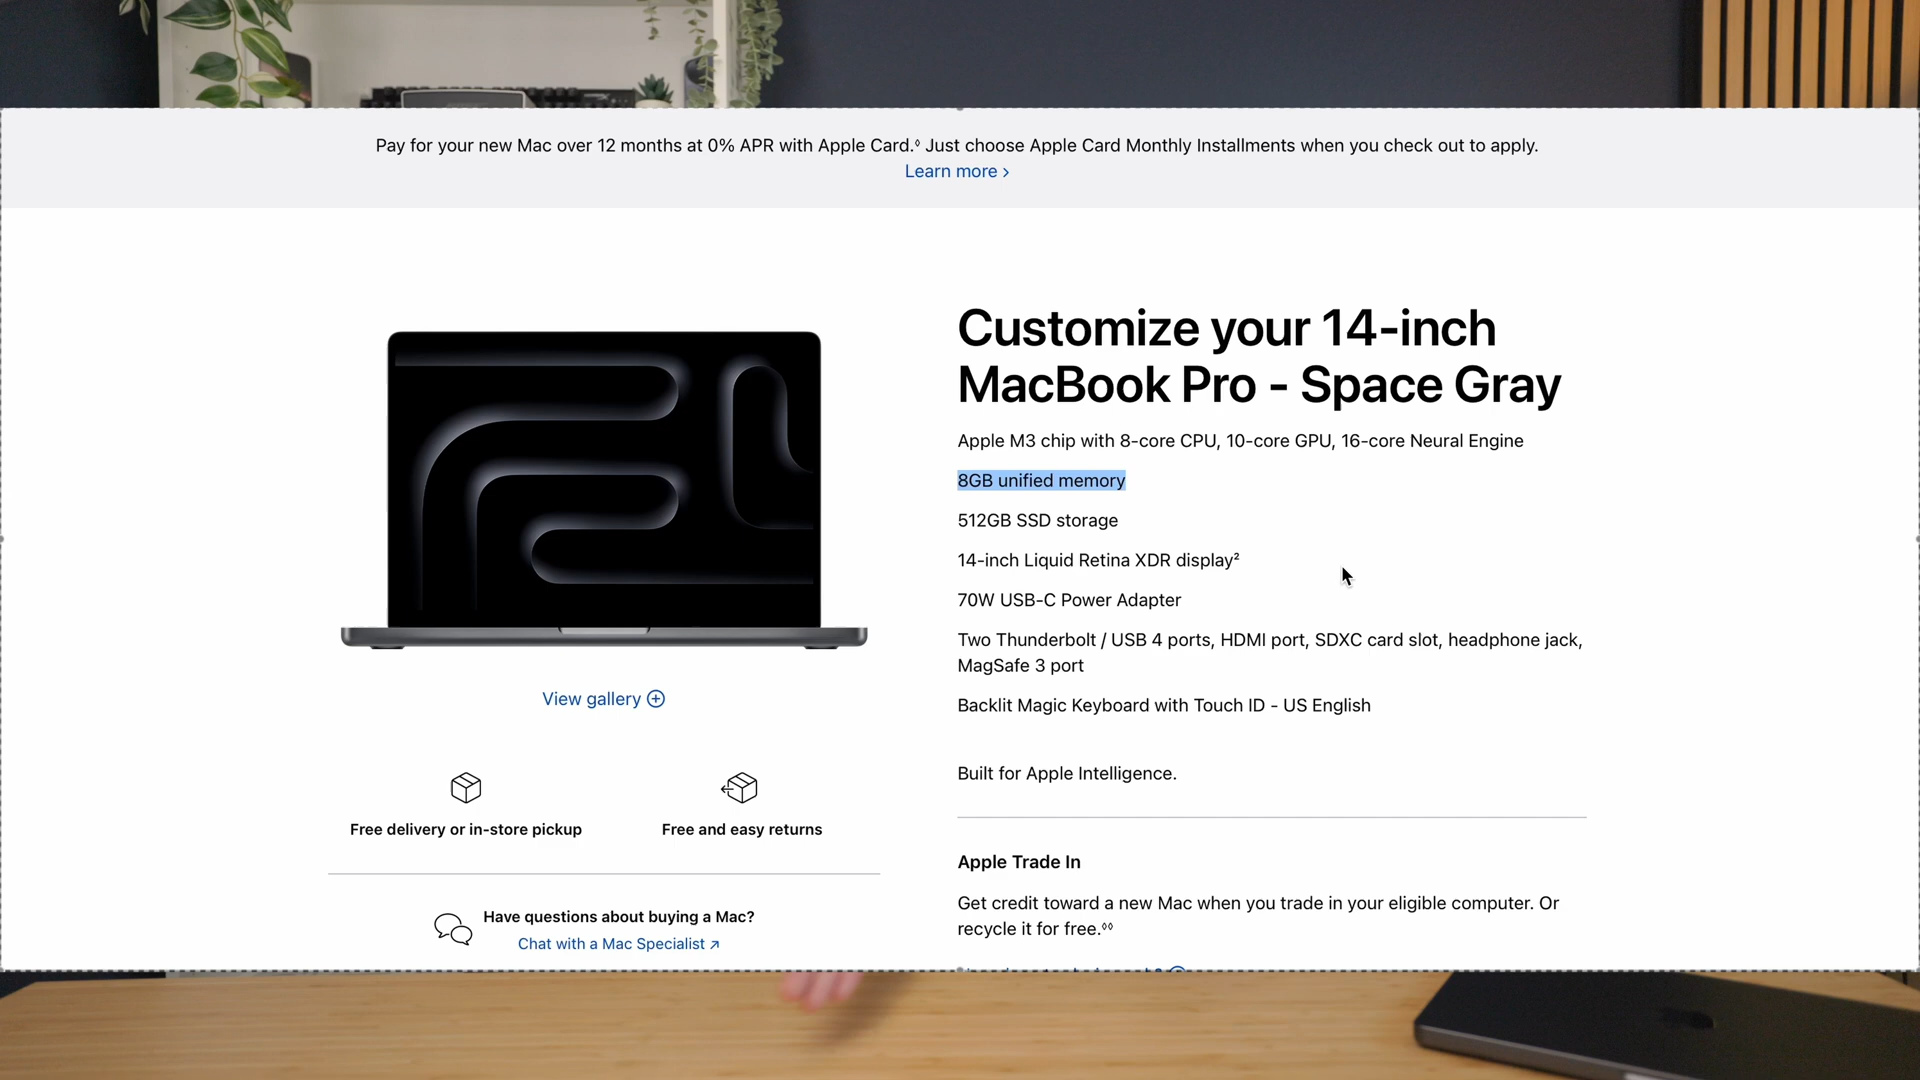 Pay for your new Mac over 12 months at 0% APR with Apple Card.◊ Just choose Apple Card Monthly Installments when you check out to apply.
Learn more ›
Customize your 14-inch
MacBook Pro - Space Gray
Apple M3 chip with 8-core CPU, 10-core GPU, 16-core Neural Engine
8GB unified memory
512GB SSD storage
14-inch Liquid Retina XDR display²
70W USB-C Power Adapter
Two Thunderbolt / USB 4 ports, HDMI port, SDXC card slot, headphone jack,
MagSafe 3 port
Backlit Magic Keyboard with Touch ID - US English
Built for Apple Intelligence.
View gallery
Free delivery or in-store pickup
Free and easy returns
Have questions about buying a Mac?
Chat with a Mac Specialist ↗
Apple Trade In
Get credit toward a new Mac when you trade in your eligible computer. Or
recycle it for free.◊◊